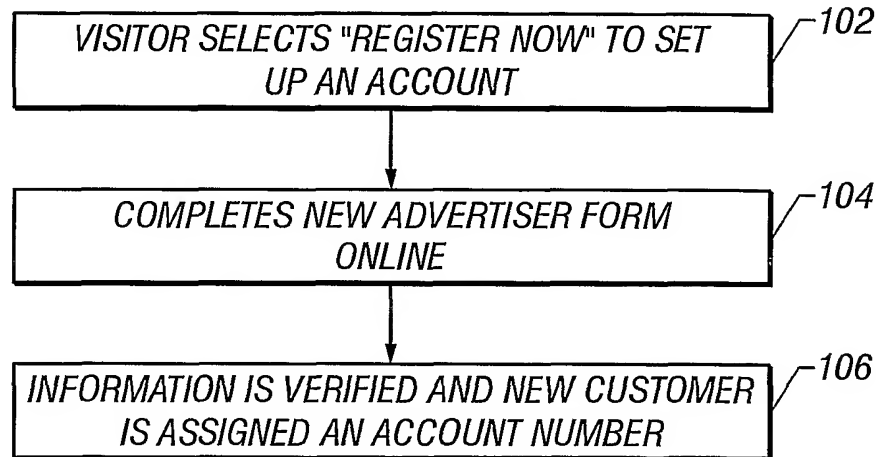 VISITOR SELECTS "REGISTER NOW" TO SET
UP AN ACCOUNT
102
COMPLETES NEW ADVERTISER FORM
ONLINE
104
INFORMATION IS VERIFIED AND NEW CUSTOMER
IS ASSIGNED AN ACCOUNT NUMBER
106